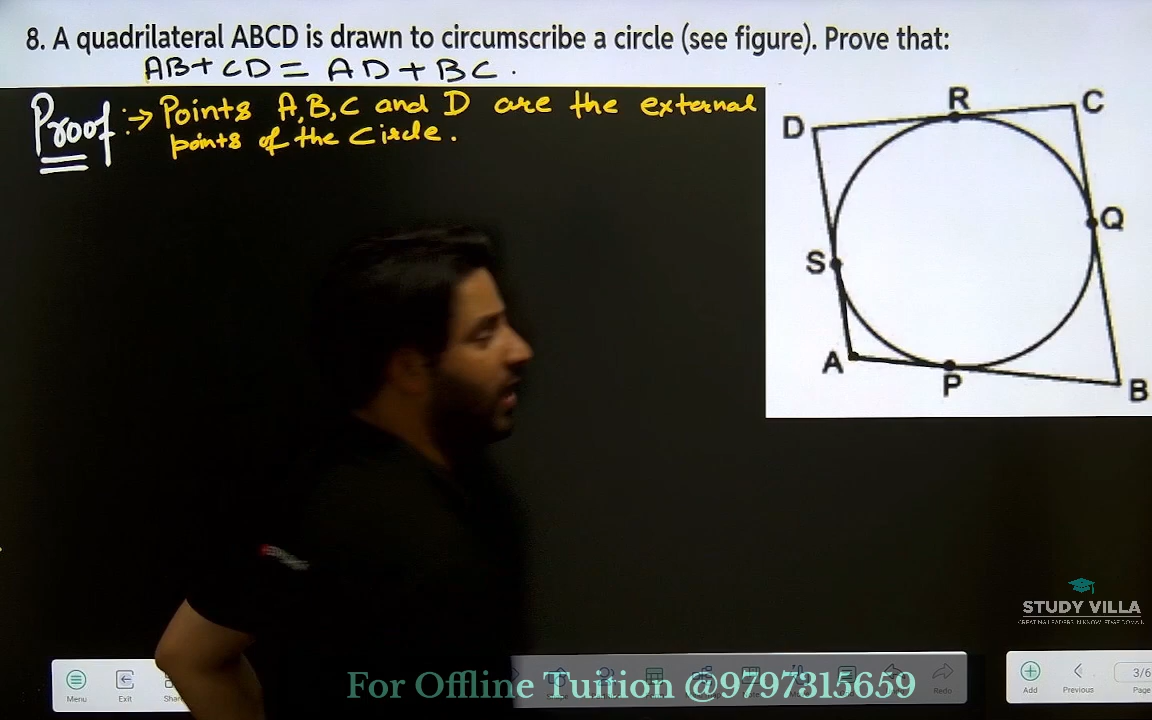 8. A quadrilateral ABCD is drawn to circumscribe a circle (see figure). Prove that:
AB+CD = AD+BC.
Proof :-> Points A,B,C and D are the external
points of the Circle.
R
C
D
Q
S
A
P
B
STUDY VILLA
Menu
Exit
Redo
Add
Previous
3/6
Page
For Offline Tuition @9797815659